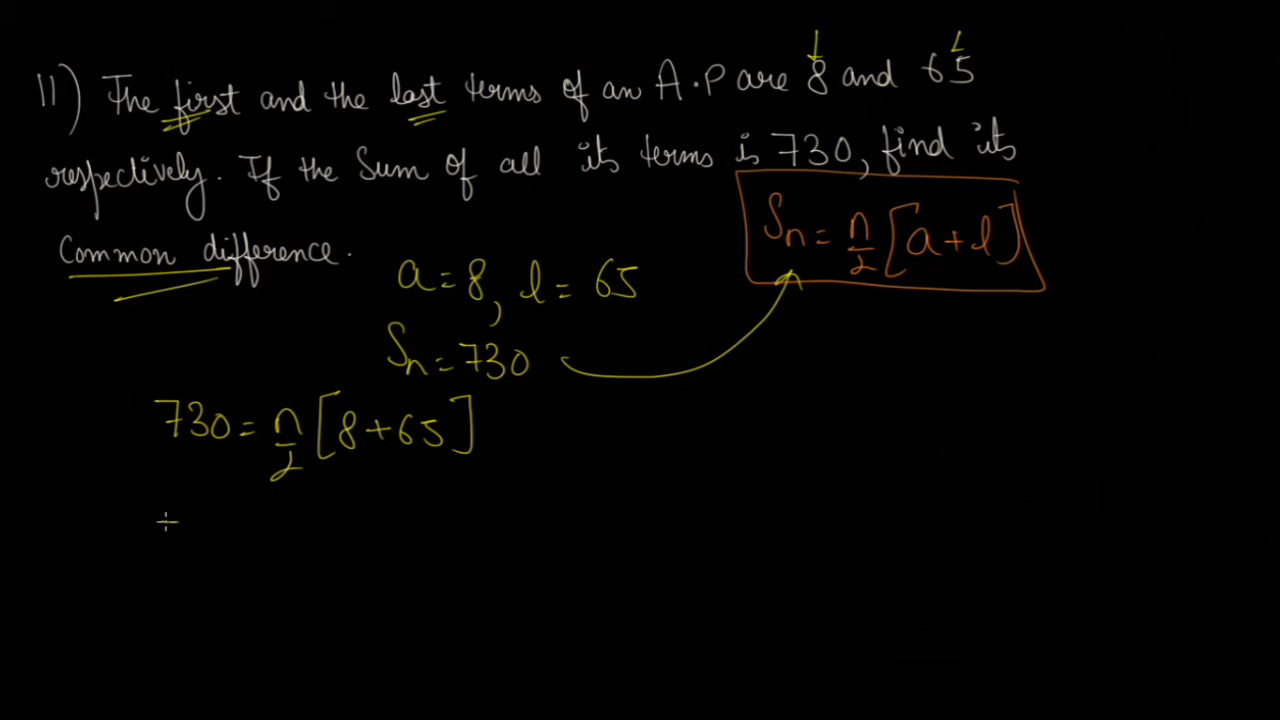 11) The first and the last terms of an A.P are 8 and 65
respectively. If the Sum of all its terms is 730, find its
Common difference.
Sn = n/2 [a+l]
a = 8, l = 65
Sn = 730
730 = n/2 [8+65]